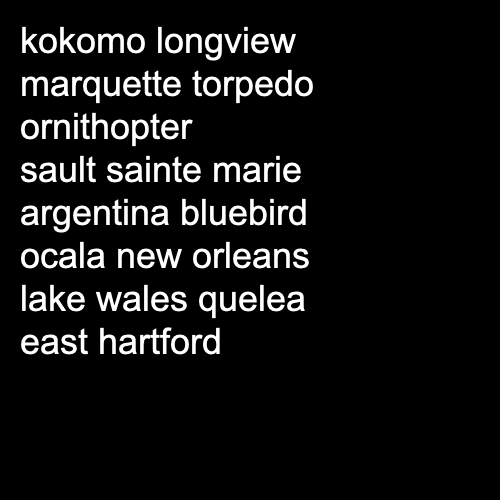 kokomo longview
marquette torpedo
ornithopter
sault sainte marie
argentina bluebird
ocala new orleans
lake wales quelea
east hartford